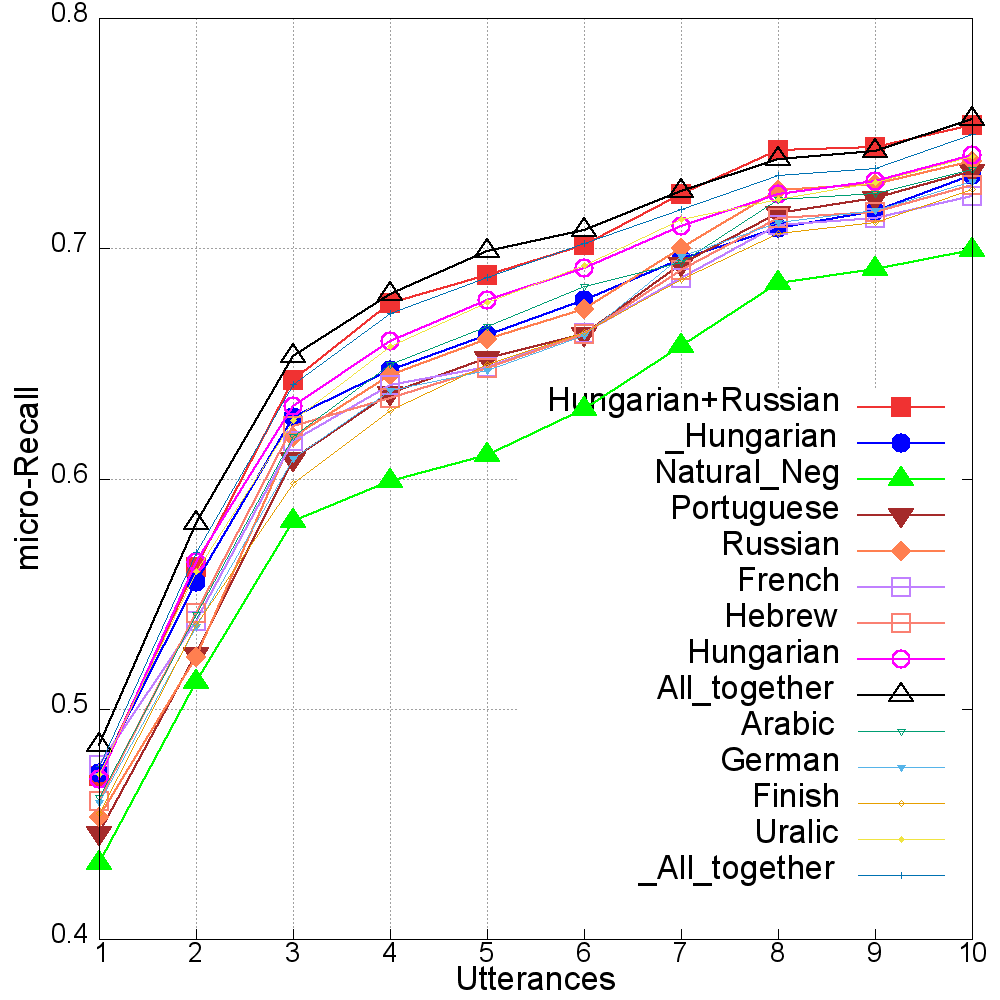 0.8
0.7
0.6
0.5
0.4
micro-Recall
Hungarian+Russian
_Hungarian
Natural_Neg
Portuguese
Russian
French
Hebrew
Hungarian
All_together
Arabic
German
Finish
Uralic
_All_together
1 2 3 4 5 6 7 8 9 10
Utterances